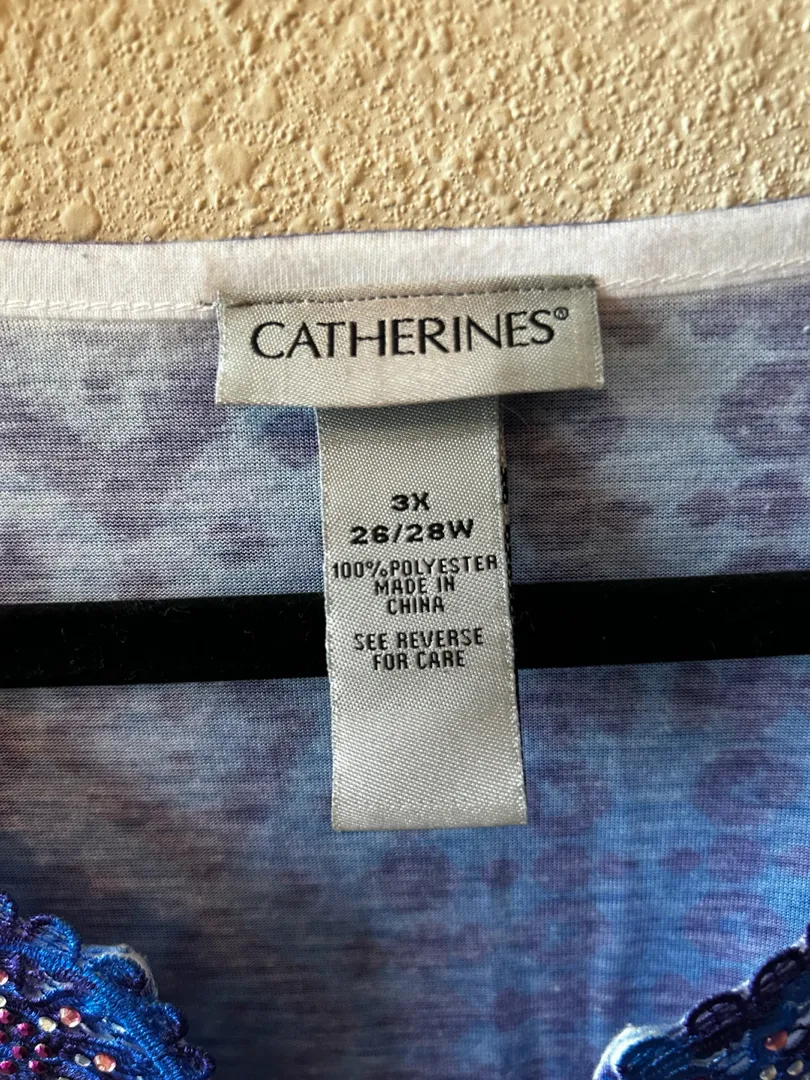 CATHERINES®
3X
26/28W
100%POLYESTER
MADE IN
CHINA
SEE REVERSE
FOR CARE